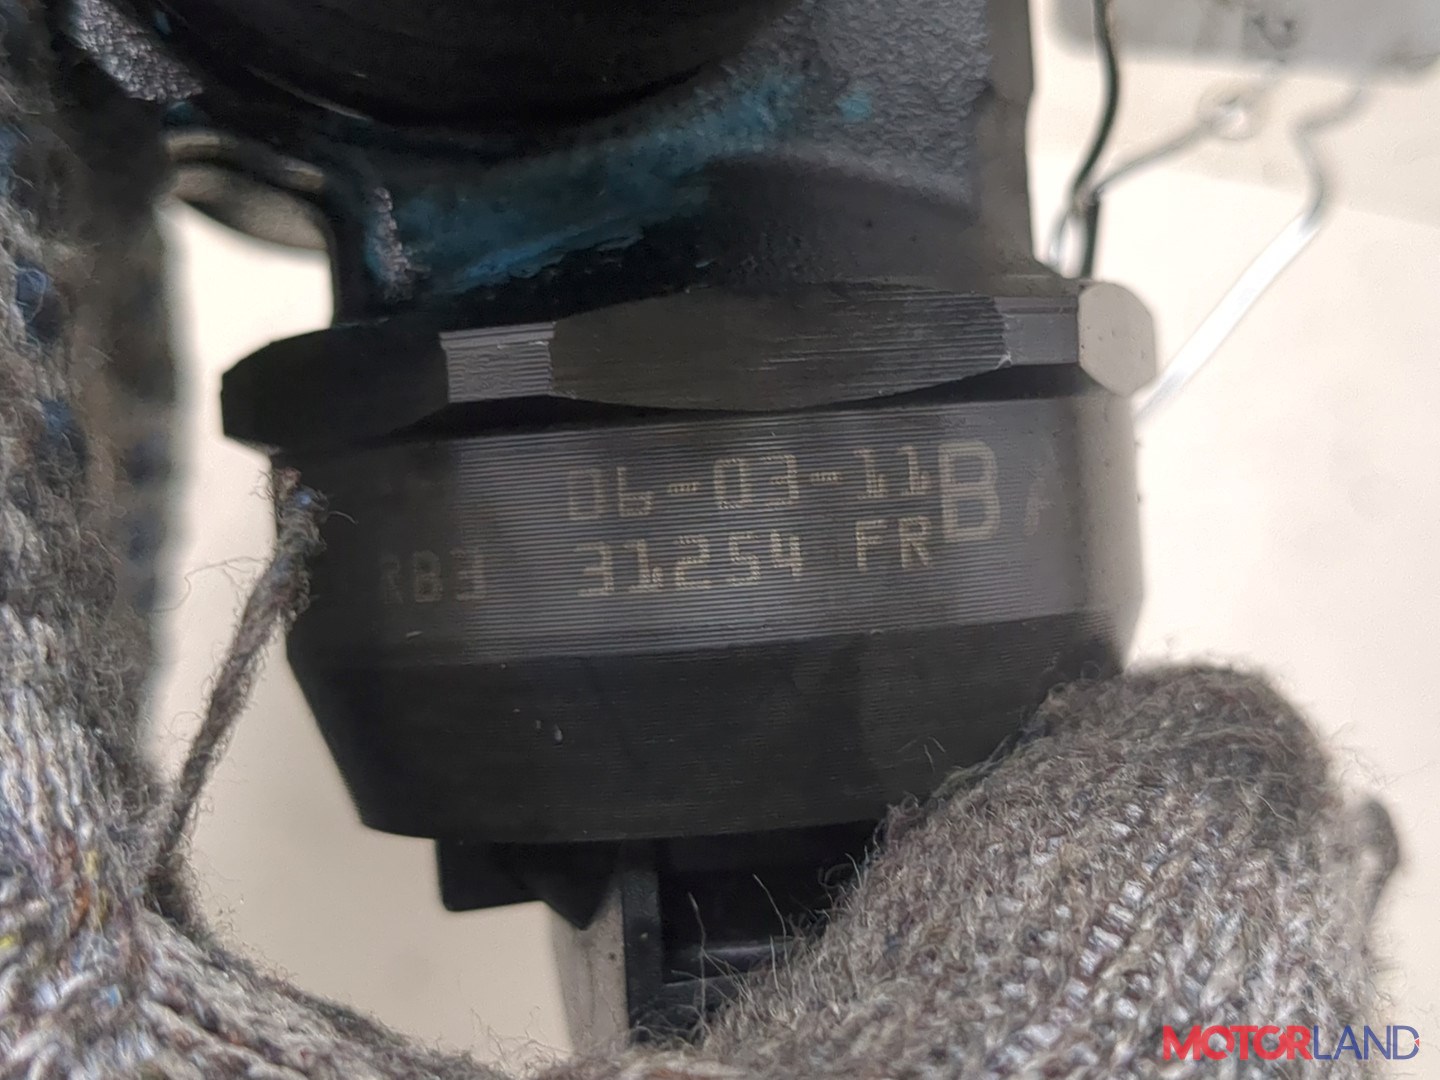 06-03-11 B
RB3 31254 FR
MOTORLAND